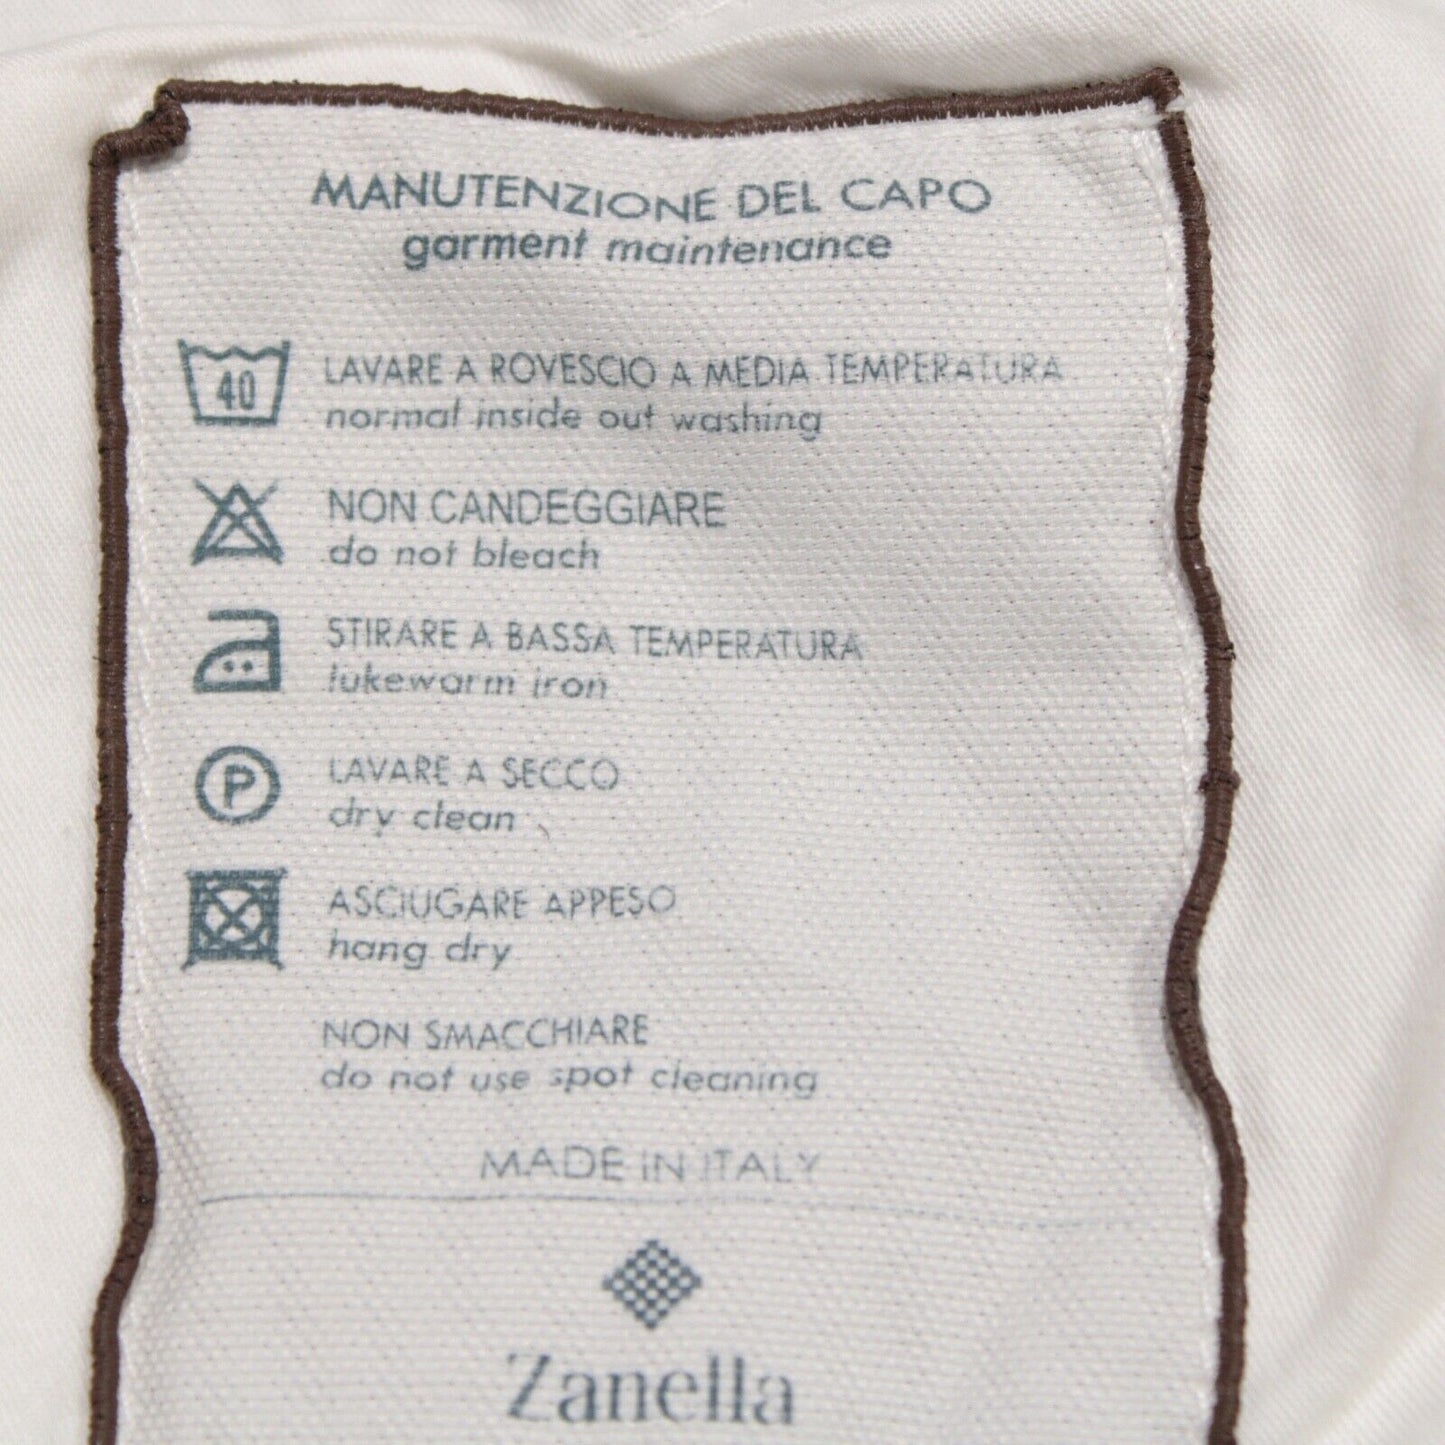 MANUTENZIONE DEL CAPO
garment maintenance
40 LAVARE A ROVESCIO A MEDIA TEMPERATURA
normal inside out washing
NON CANDEGGIARE
do not bleach
STIRARE A BASSA TEMPERATURA
lukewarm iron
P LAVARE A SECCO
dry clean
ASCIUGARE APPESO
hang dry
NON SMACCHIARE
do not use spot cleaning
MADE IN ITALY
Zanella